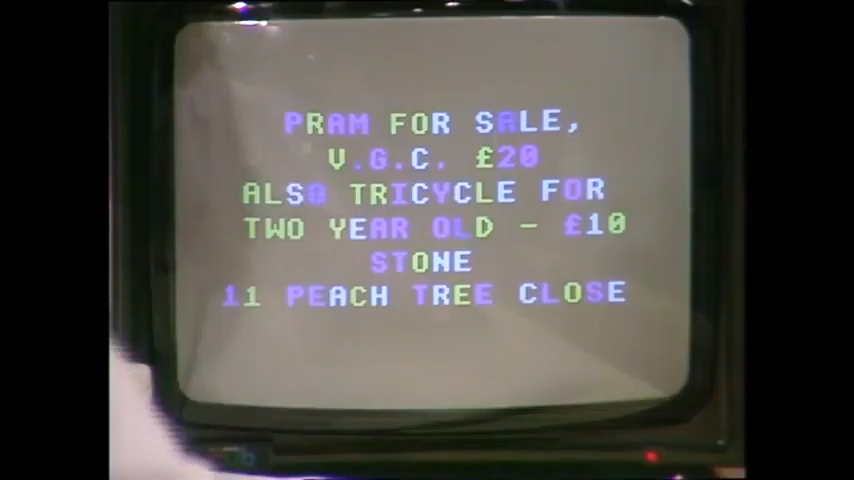 PRAM FOR SALE,
V.G.C. £20
ALSO TRICYCLE FOR
TWO YEAR OLD - £10
STONE
11 PEACH TREE CLOSE